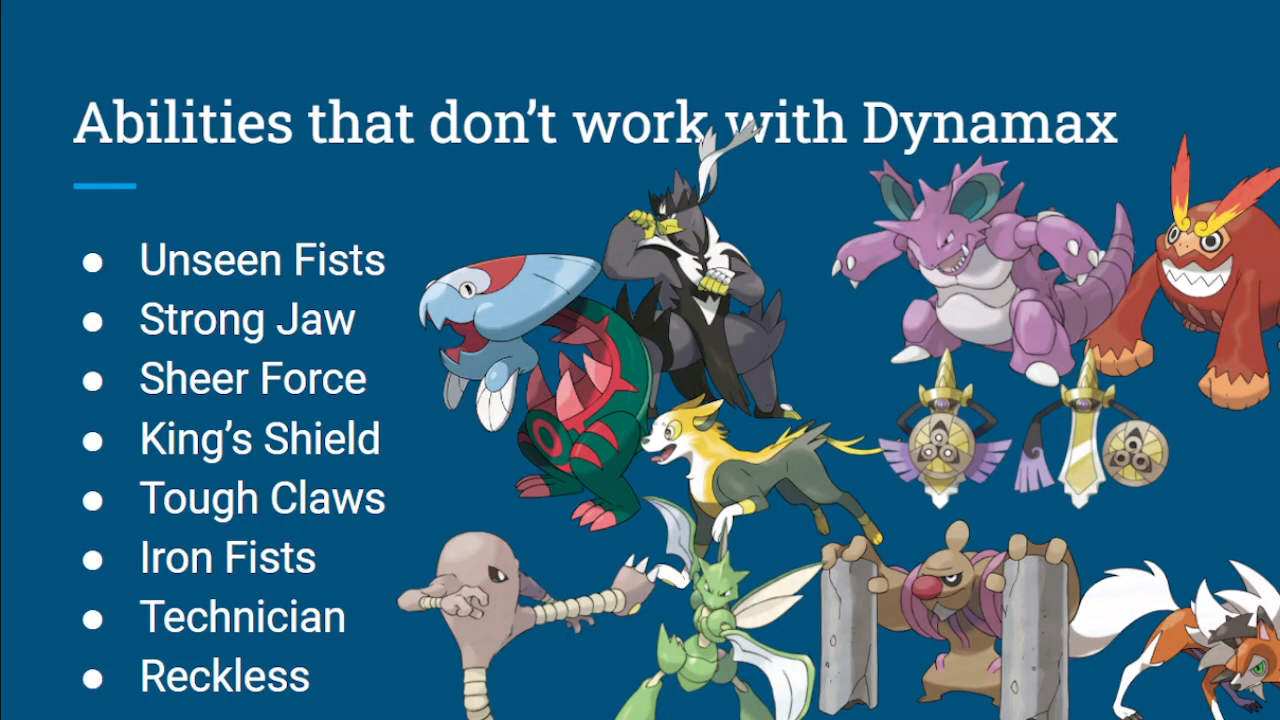 Abilities that don't work with Dynamax
● Unseen Fists
● Strong Jaw
● Sheer Force
● King's Shield
● Tough Claws
● Iron Fists
● Technician
● Reckless